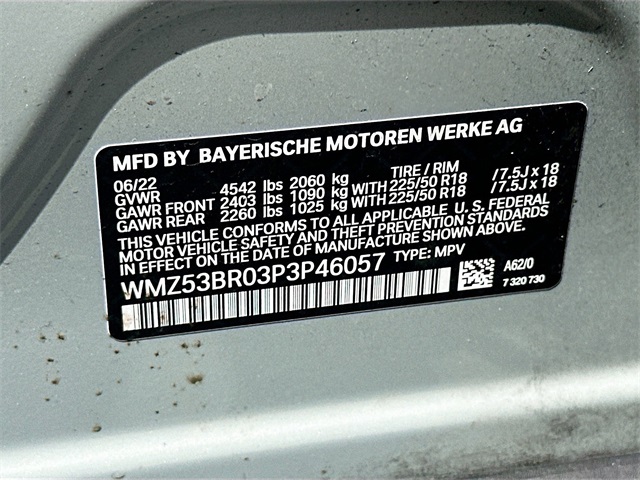 MFD BY BAYERISCHE MOTOREN WERKE AG
06/22 TIRE / RIM
GVWR 4542 lbs 2060 kg
GAWR FRONT 2403 lbs 1090 kg WITH 225/50 R18 /7.5J x 18
GAWR REAR 2260 lbs 1025 kg WITH 225/50 R18 /7.5J x 18
THIS VEHICLE CONFORMS TO ALL APPLICABLE U. S. FEDERAL
MOTOR VEHICLE SAFETY AND THEFT PREVENTION STANDARDS
IN EFFECT ON THE DATE OF MANUFACTURE SHOWN ABOVE.
WMZ53BR03P3P46057 TYPE: MPV
A62/0
7 320 730